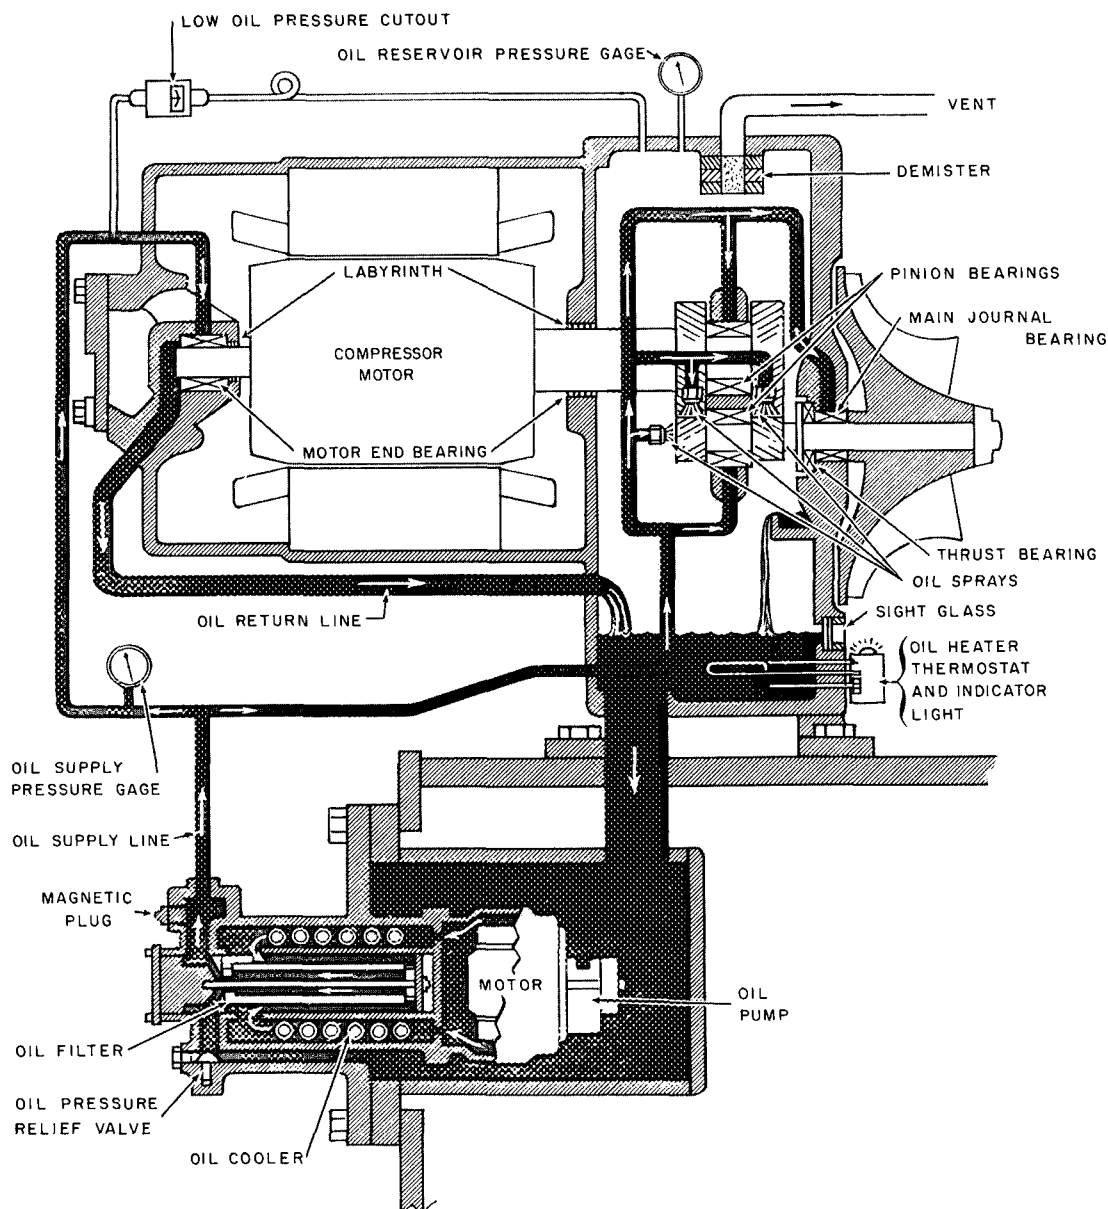 LOW OIL PRESSURE CUTOUT
OIL RESERVOIR PRESSURE GAGE
VENT
DEMISTER
LABYRINTH
PINION BEARINGS
MAIN JOURNAL
BEARING
COMPRESSOR
MOTOR
MOTOR END BEARING
THRUST BEARING
OIL SPRAYS
OIL RETURN LINE
SIGHT GLASS
OIL HEATER
THERMOSTAT
AND INDICATOR
LIGHT
OIL SUPPLY
PRESSURE GAGE
OIL SUPPLY LINE
MAGNETIC
PLUG
MOTOR
OIL
PUMP
OIL FILTER
OIL PRESSURE
RELIEF VALVE
OIL COOLER